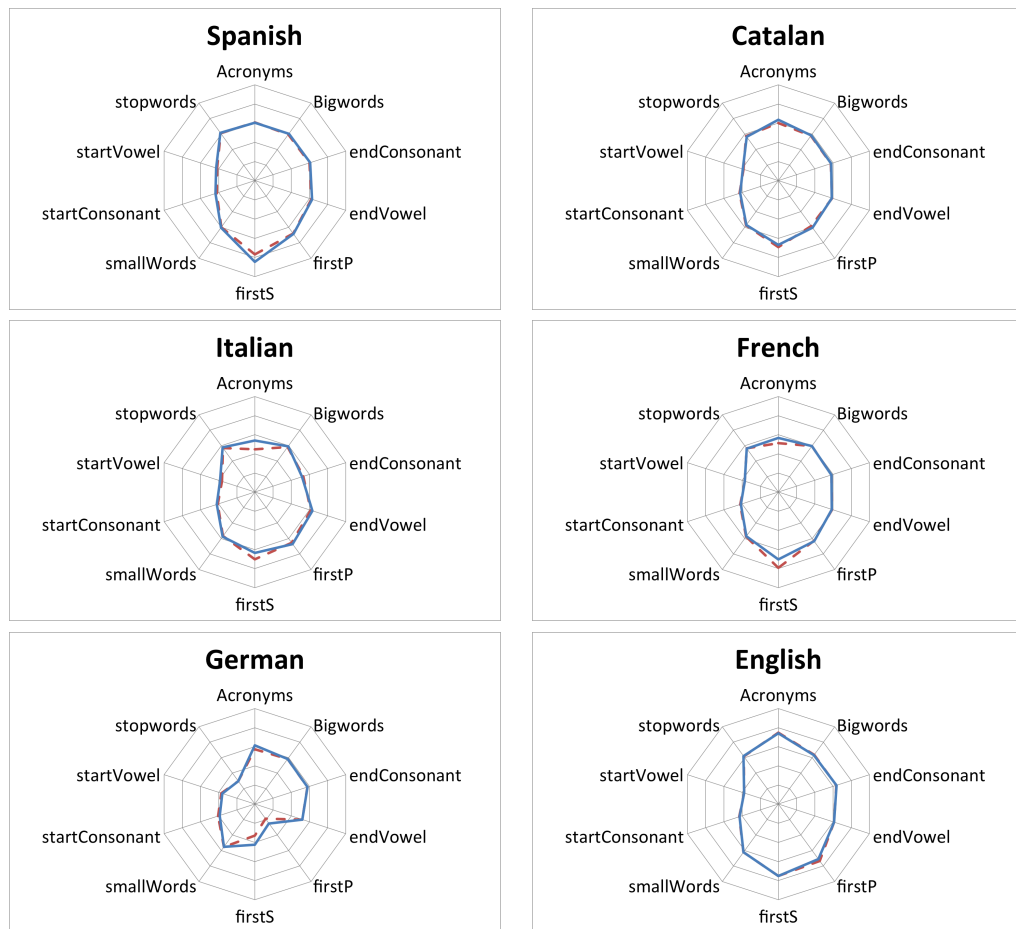 Spanish
Acronyms
Bigwords
endConsonant
endVowel
firstP
firstS
smallWords
startConsonant
startVowel
stopwords
Catalan
Acronyms
Bigwords
endConsonant
endVowel
firstP
firstS
smallWords
startConsonant
startVowel
stopwords
Italian
Acronyms
Bigwords
endConsonant
endVowel
firstP
firstS
smallWords
startConsonant
startVowel
stopwords
French
Acronyms
Bigwords
endConsonant
endVowel
firstP
firstS
smallWords
startConsonant
startVowel
stopwords
German
Acronyms
Bigwords
endConsonant
endVowel
firstP
firstS
smallWords
startConsonant
startVowel
stopwords
English
Acronyms
Bigwords
endConsonant
endVowel
firstP
firstS
smallWords
startConsonant
startVowel
stopwords